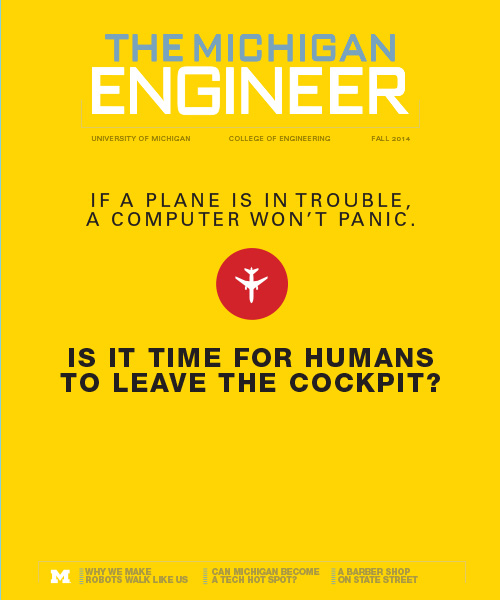 THE MICHIGAN
ENGINEER
UNIVERSITY OF MICHIGAN COLLEGE OF ENGINEERING FALL 2014
IF A PLANE IS IN TROUBLE,
A COMPUTER WON'T PANIC.
IS IT TIME FOR HUMANS
TO LEAVE THE COCKPIT?
M
WHY WE MAKE
ROBOTS WALK LIKE US
CAN MICHIGAN BECOME
A TECH HOT SPOT?
A BARBER SHOP
ON STATE STREET